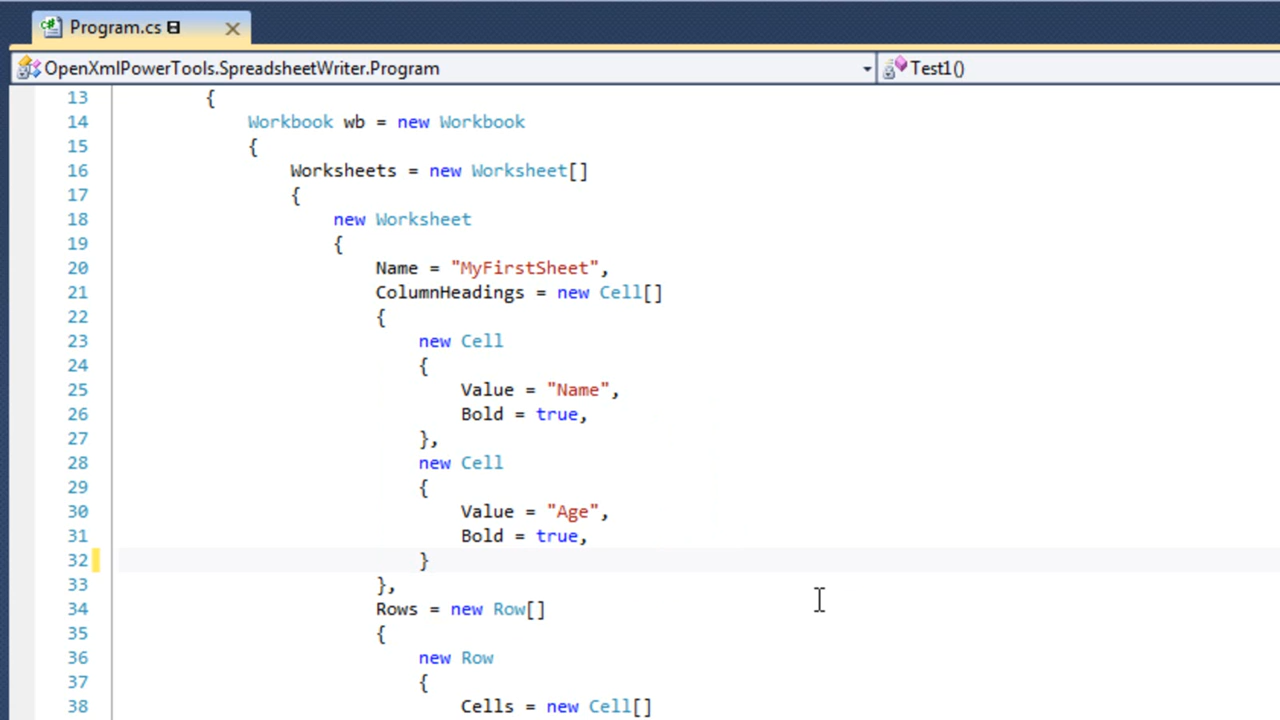 Program.cs
OpenXmlPowerTools.SpreadsheetWriter.Program
Test1()
13 {
14 Workbook wb = new Workbook
15 {
16 Worksheets = new Worksheet[]
17 {
18 new Worksheet
19 {
20 Name = "MyFirstSheet",
21 ColumnHeadings = new Cell[]
22 {
23 new Cell
24 {
25 Value = "Name",
26 Bold = true,
27 },
28 new Cell
29 {
30 Value = "Age",
31 Bold = true,
32 }
33 },
34 Rows = new Row[]
35 {
36 new Row
37 {
38 Cells = new Cell[]